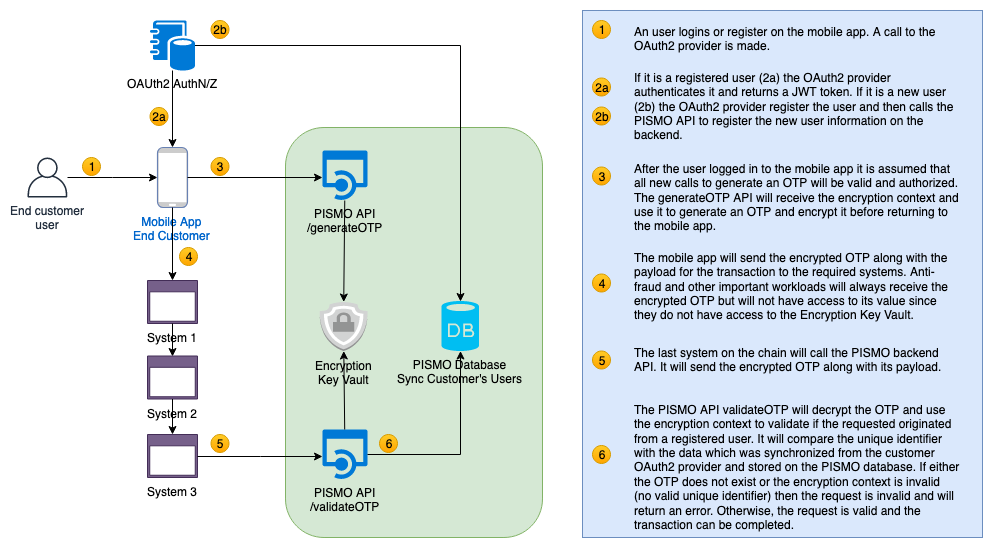 2b
OAUth2 AuthN/Z
2a
1
3
End customer
user
Mobile App
End Customer
PISMO API
/generateOTP
4
System 1
Encryption
Key Vault
DB
PISMO Database
Sync Customer's Users
System 2
5
6
System 3
PISMO API
/validateOTP
1
An user logins or register on the mobile app. A call to the
OAuth2 provider is made.
2a
2b
If it is a registered user (2a) the OAuth2 provider
authenticates it and returns a JWT token. If it is a new user
(2b) the OAuth2 provider register the user and then calls the
PISMO API to register the new user information on the
backend.
3
After the user logged in to the mobile app it is assumed that
all new calls to generate an OTP will be valid and authorized.
The generateOTP API will receive the encryption context and
use it to generate an OTP and encrypt it before returning to
the mobile app.
4
The mobile app will send the encrypted OTP along with the
payload for the transaction to the required systems. Anti-
fraud and other important workloads will always receive the
encrypted OTP but will not have access to its value since
they do not have access to the Encryption Key Vault.
5
The last system on the chain will call the PISMO backend
API. It will send the encrypted OTP along with its payload.
6
The PISMO API validateOTP will decrypt the OTP and use
the encryption context to validate if the requested originated
from a registered user. It will compare the unique identifier
with the data which was synchronized from the customer
OAuth2 provider and stored on the PISMO database. If either
the OTP does not exist or the encryption context is invalid
(no valid unique identifier) then the request is invalid and will
return an error. Otherwise, the request is valid and the
transaction can be completed.